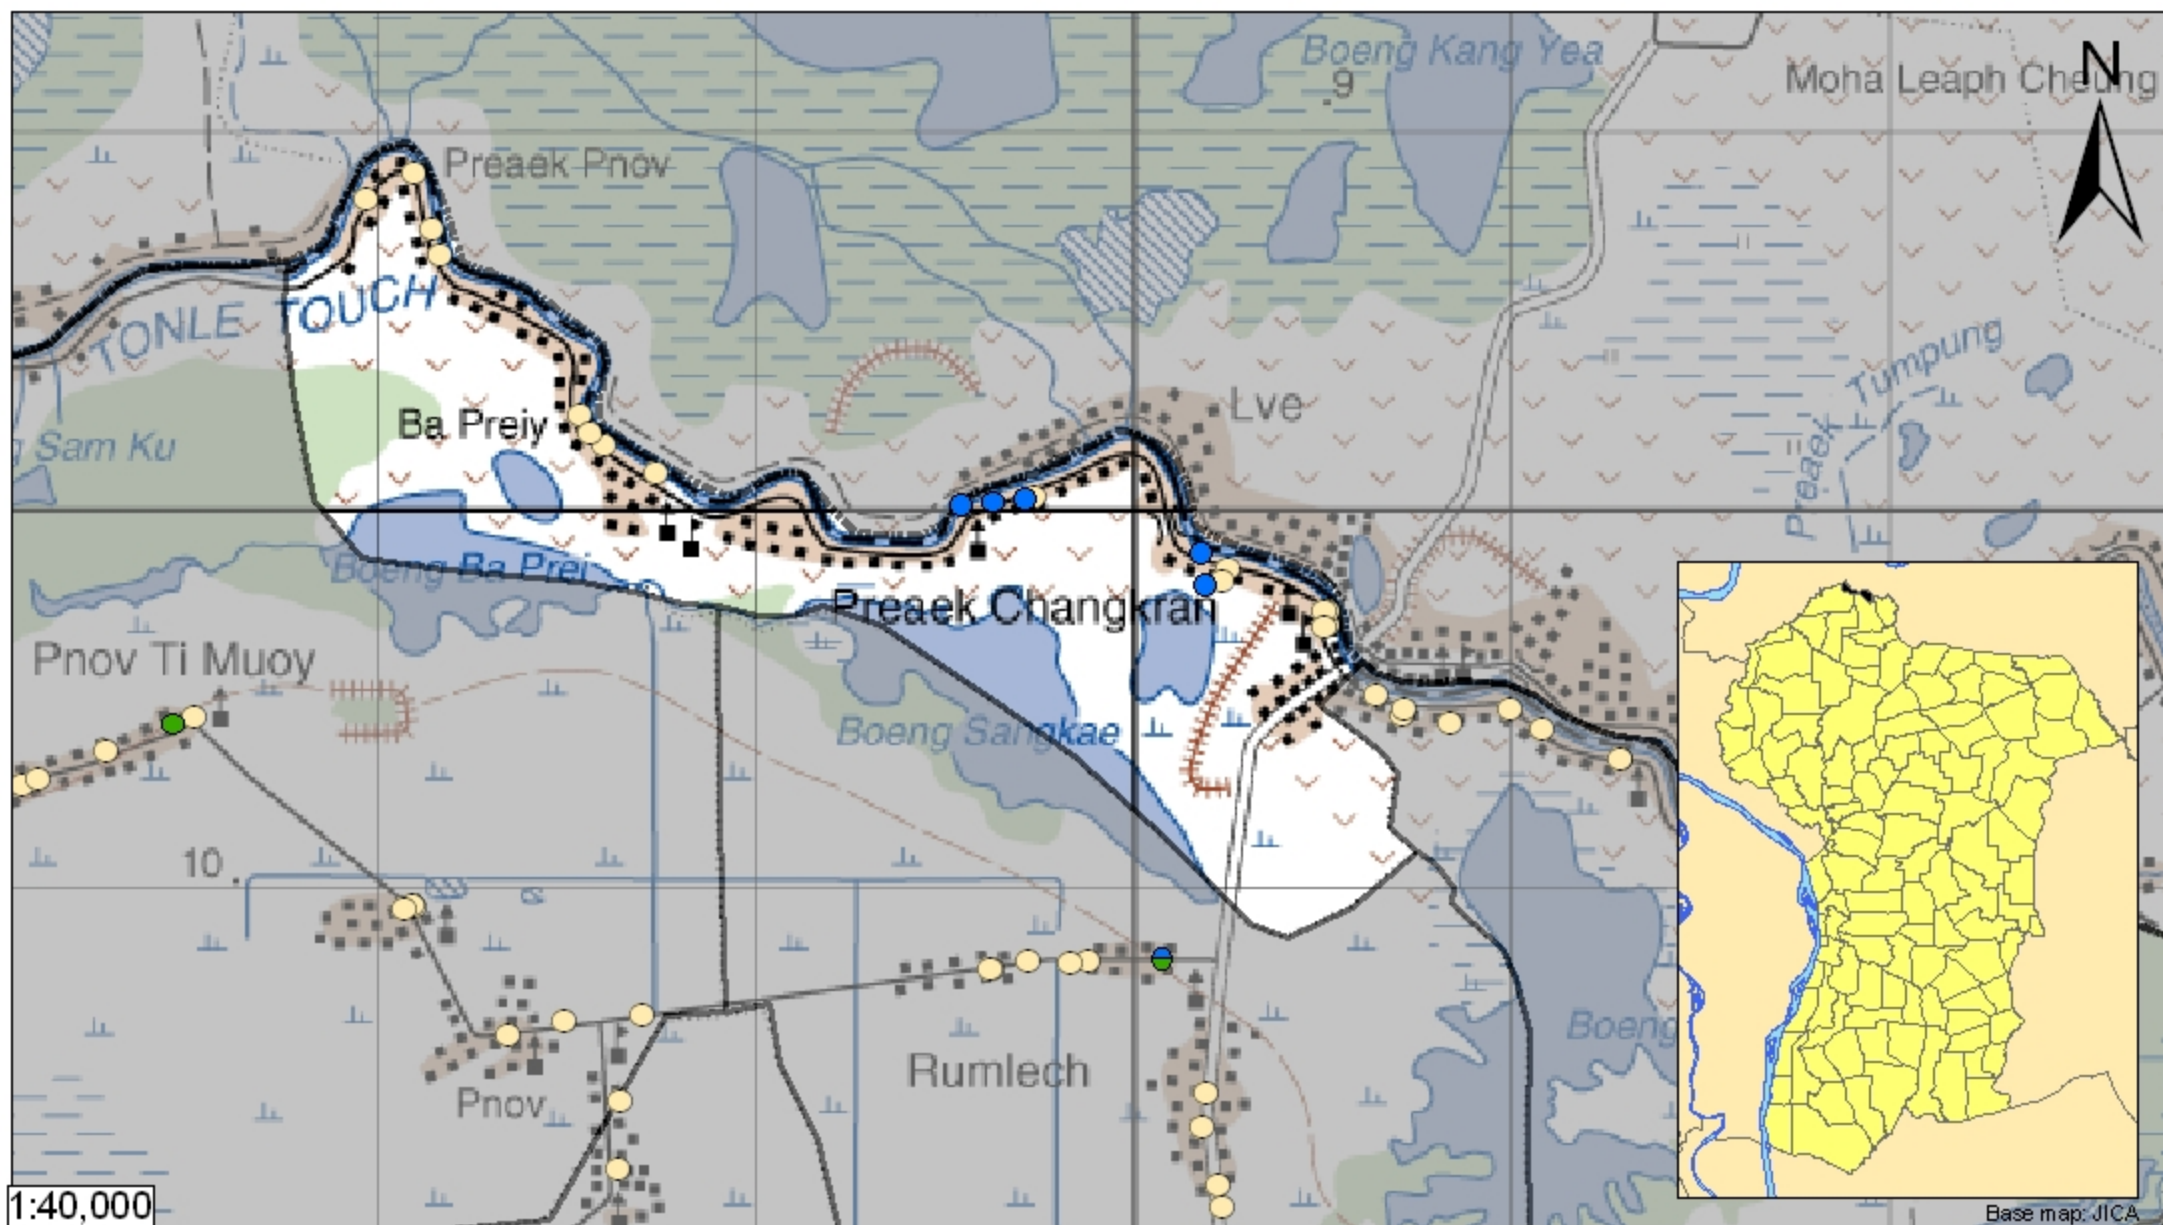 Boeng Kang Yea
.9
N
Moha Leaph Cheung
Preaek Pnov
TONLE TOUCH
Preaek Tumpung
Lve
Ba Preiy
g Sam Ku
Boeng Ba Prei
Preaek Changkran
Pnov Ti Muoy
Boeng Sangkae
10 .
Boeng
Rumlech
Pnov
1:40,000
Base map: JICA